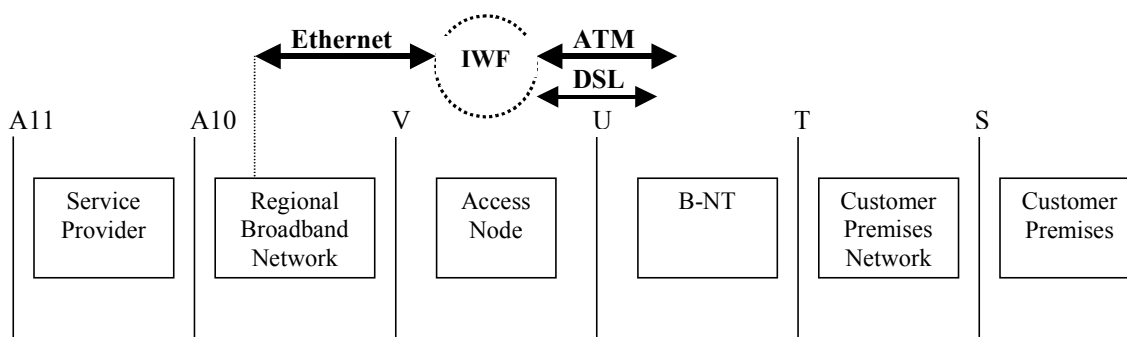 Ethernet
IWF
ATM
DSL
A11
A10
V
U
T
S
Service
Provider
Regional
Broadband
Network
Access
Node
B-NT
Customer
Premises
Network
Customer
Premises